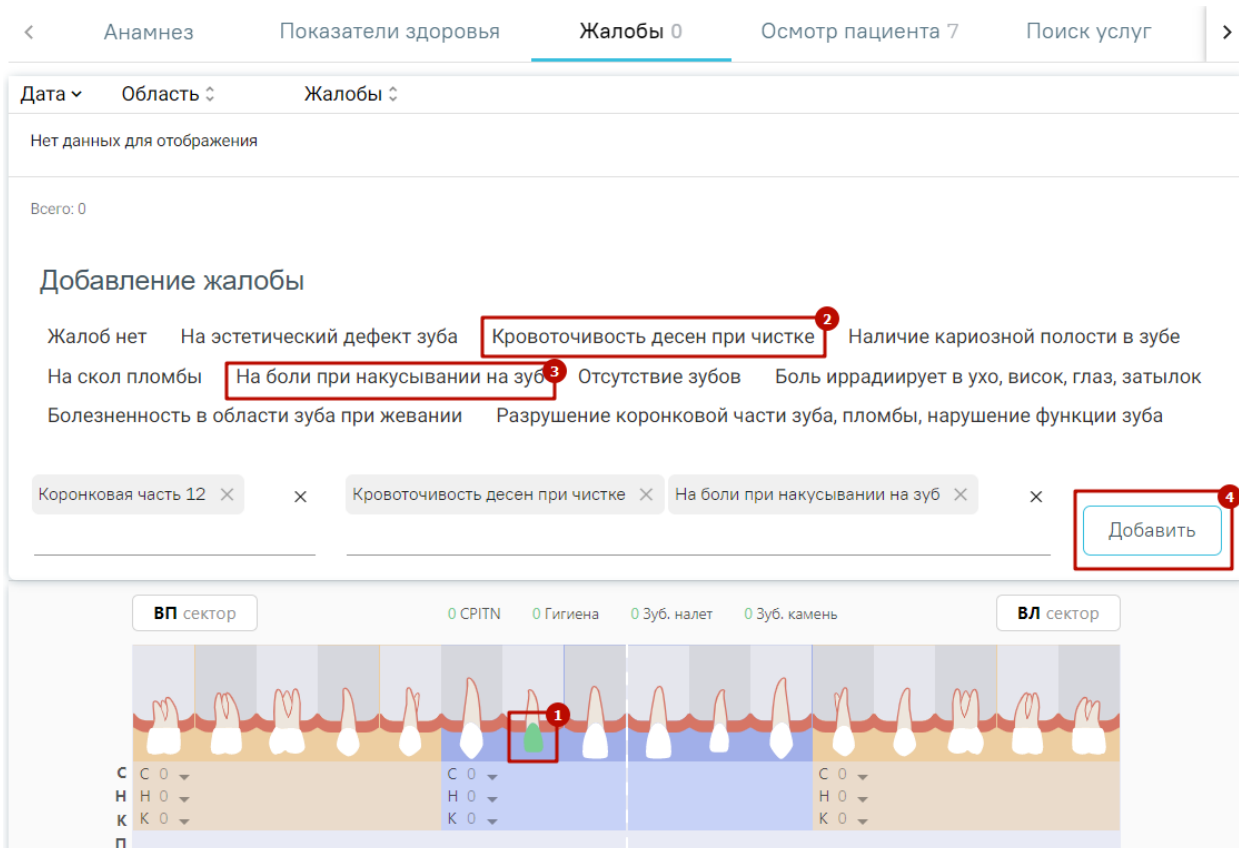 Анамнез Показатели здоровья Жалобы 0 Осмотр пациента 7 Поиск услуг
Дата Область Жалобы
Нет данных для отображения
Всего: 0
Добавление жалобы
2
Жалоб нет На эстетический дефект зуба Кровоточивость десен при чистке Наличие кариозной полости в зубе
На скол пломбы На боли при накусывании на зуб 3 Отсутствие зубов Боль иррадиирует в ухо, висок, глаз, затылок
Болезненность в области зуба при жевании Разрушение коронковой части зуба, пломбы, нарушение функции зуба
Коронковая часть 12 Кровоточивость десен при чистке На боли при накусывании на зуб 4
Добавить
ВП сектор 0 CPITN 0 Гигиена 0 Зуб. налет 0 Зуб. камень ВЛ сектор
1
С С 0 С 0 С 0
Н Н 0 Н 0 Н 0
К К 0 К 0 К 0
П